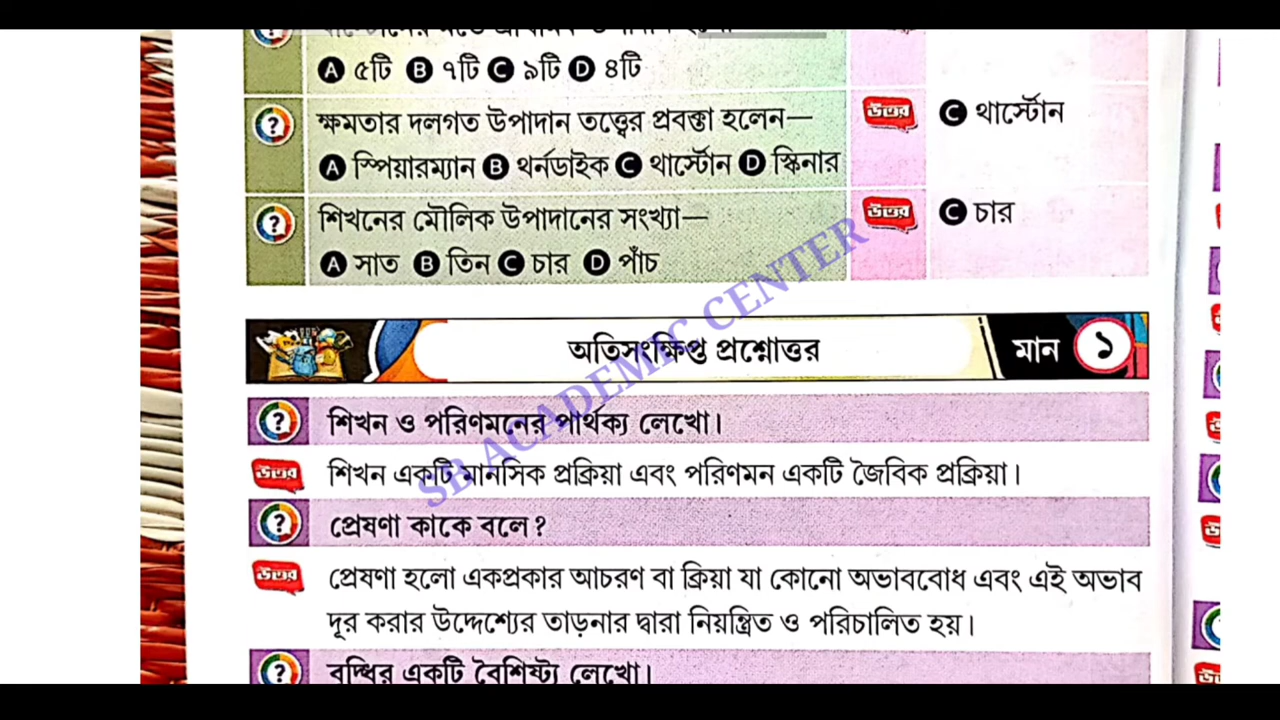 A ৫টি B ৭টি C ৯টি D ৪টি
ক্ষমতার দলগত উপাদান তত্ত্বের প্রবক্তা হলেন—
উত্তর C থার্স্টোন
A স্পিয়ারম্যান B থর্নডাইক C থার্স্টোন D স্কিনার
শিখনের মৌলিক উপাদানের সংখ্যা—
উত্তর C চার
A সাত B তিন C চার D পাঁচ
SB ACADEMIC CENTER
অতিসংক্ষিপ্ত প্রশ্নোত্তর মান ১
শিখন ও পরিণমনের পার্থক্য লেখো।
উত্তর শিখন একটি মানসিক প্রক্রিয়া এবং পরিণমন একটি জৈবিক প্রক্রিয়া।
প্রেষণা কাকে বলে?
উত্তর প্রেষণা হলো একপ্রকার আচরণ বা ক্রিয়া যা কোনো অভাববোধ এবং এই অভাব
দূর করার উদ্দেশ্যের তাড়নার দ্বারা নিয়ন্ত্রিত ও পরিচালিত হয়।
বুদ্ধির একটি বৈশিষ্ট্য লেখো।